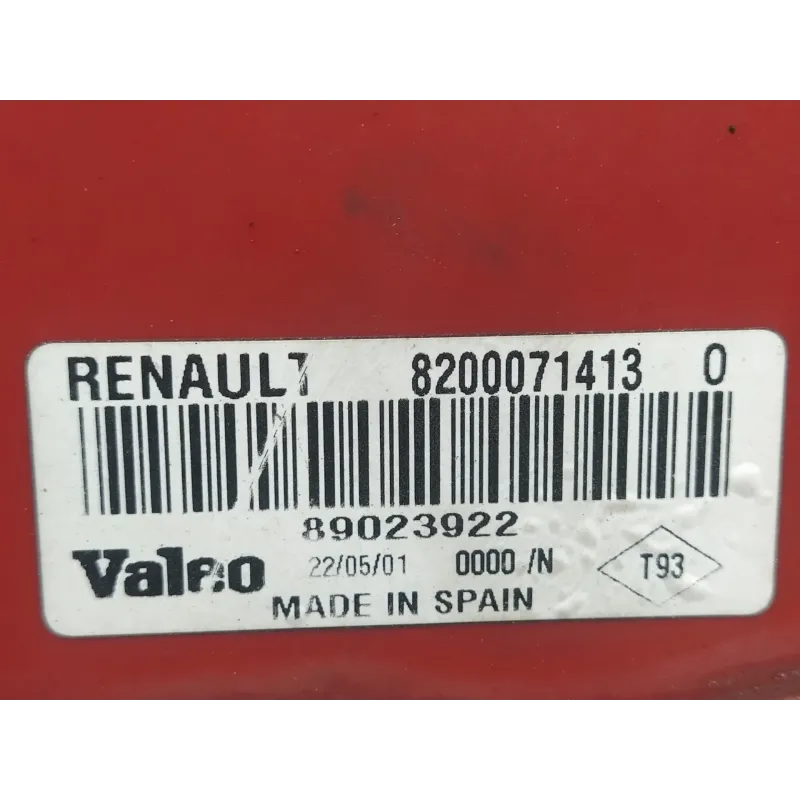 RENAULT 8200071413 0
89023922
Valeo 22/05/01 0000 /N T93
MADE IN SPAIN